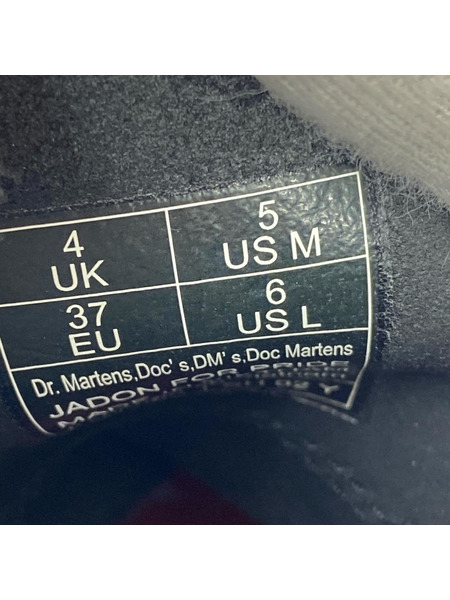 4 5
UK US M
37 6
EU US L
Dr. Martens,Doc' s,DM' s,Doc Martens
JADON FOR PRIDE